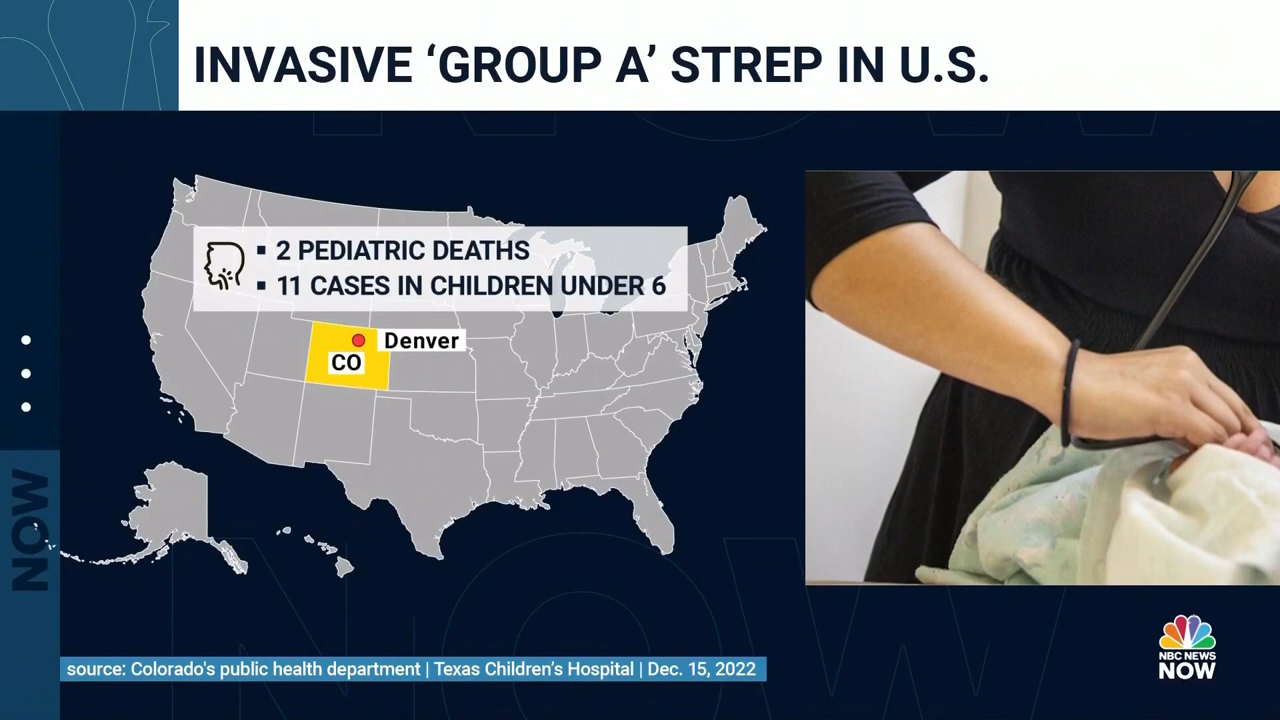 INVASIVE ‘GROUP A’ STREP IN U.S.
▪ 2 PEDIATRIC DEATHS
▪ 11 CASES IN CHILDREN UNDER 6
Denver
CO
NOW
source: Colorado's public health department | Texas Children’s Hospital | Dec. 15, 2022
NBC NEWS
NOW